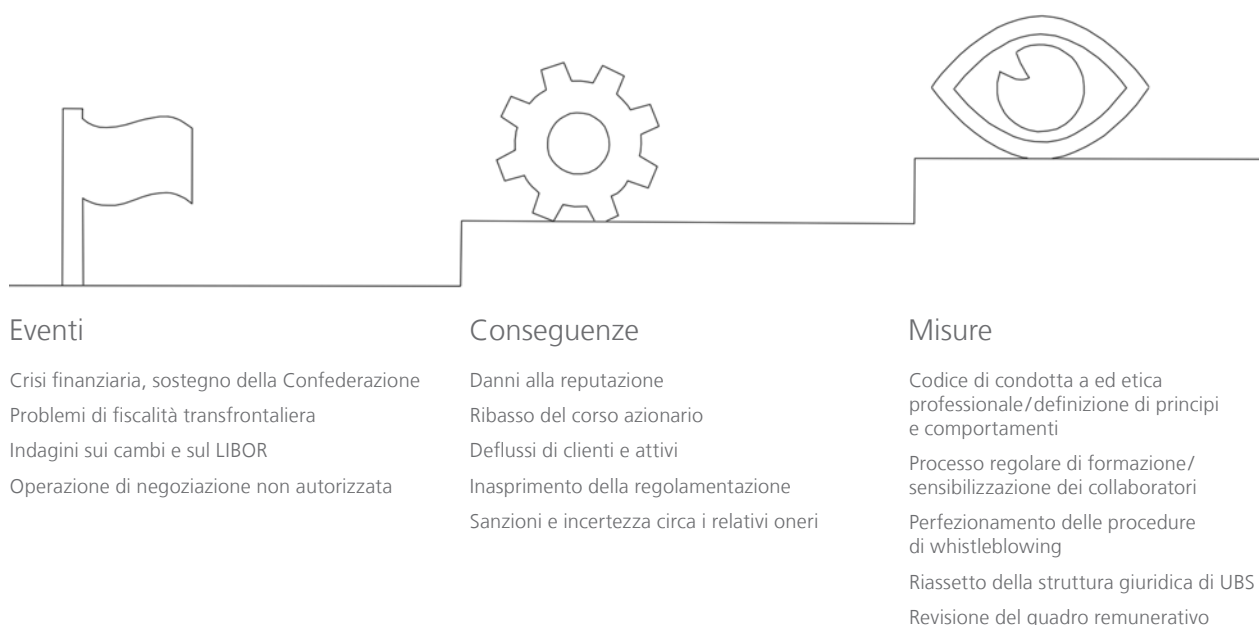 Eventi
Crisi finanziaria, sostegno della Confederazione
Problemi di fiscalità transfrontaliera
Indagini sui cambi e sul LIBOR
Operazione di negoziazione non autorizzata
Conseguenze
Danni alla reputazione
Ribasso del corso azionario
Deflussi di clienti e attivi
Inasprimento della regolamentazione
Sanzioni e incertezza circa i relativi oneri
Misure
Codice di condotta a ed etica
professionale/definizione di principi
e comportamenti
Processo regolare di formazione/
sensibilizzazione dei collaboratori
Perfezionamento delle procedure
di whistleblowing
Riassetto della struttura giuridica di UBS
Revisione del quadro remunerativo